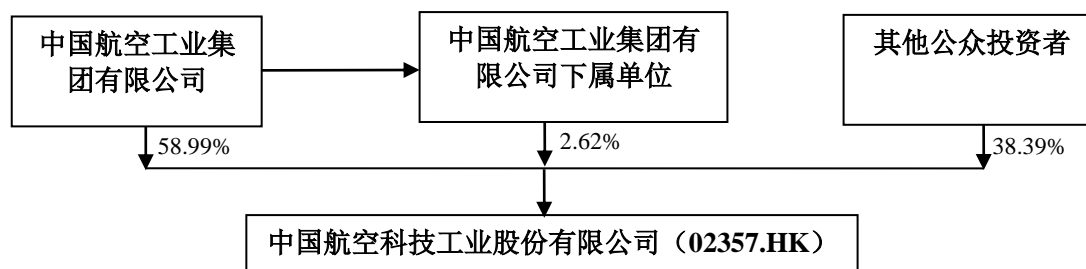 中国航空工业集
团有限公司
中国航空工业集团有
限公司下属单位
其他公众投资者
58.99%
2.62%
38.39%
中国航空科技工业股份有限公司（02357.HK）